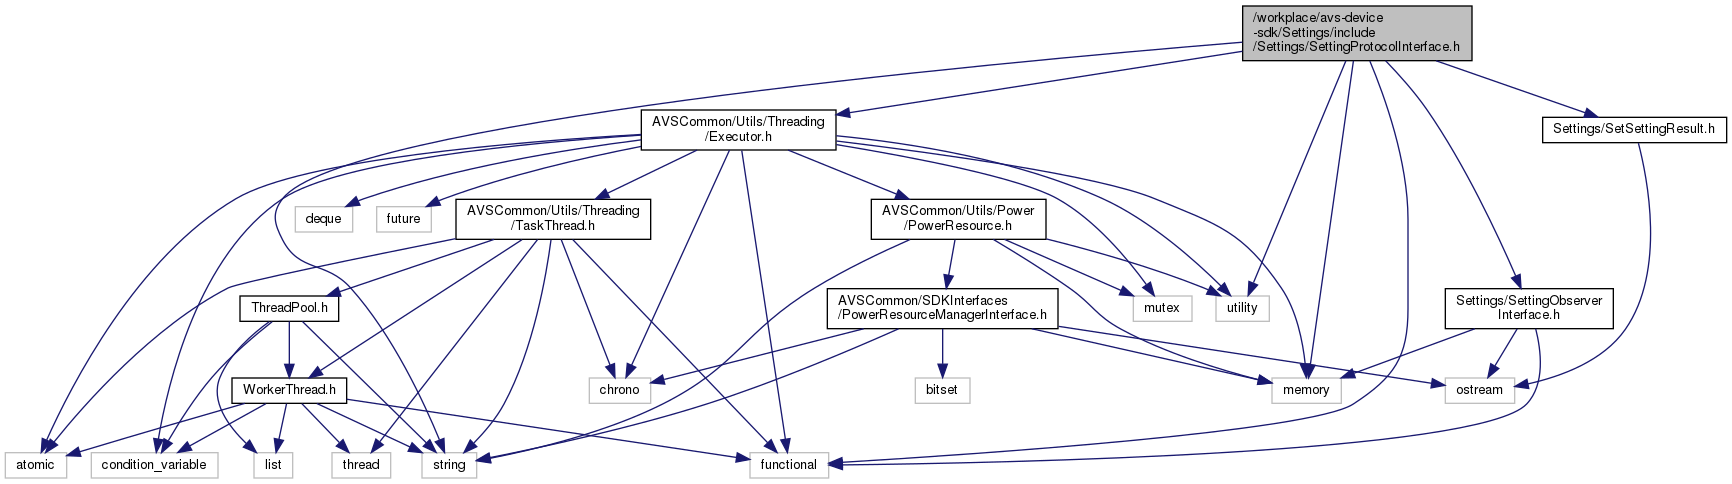 /workplace/avs-device
-sdk/Settings/include
/Settings/SettingProtocolInterface.h
AVSCommon/Utils/Threading
/Executor.h
Settings/SetSettingResult.h
deque
future
AVSCommon/Utils/Threading
/TaskThread.h
AVSCommon/Utils/Power
/PowerResource.h
ThreadPool.h
AVSCommon/SDKInterfaces
/PowerResourceManagerInterface.h
mutex
utility
Settings/SettingObserver
Interface.h
WorkerThread.h
chrono
bitset
memory
ostream
atomic
condition_variable
list
thread
string
functional